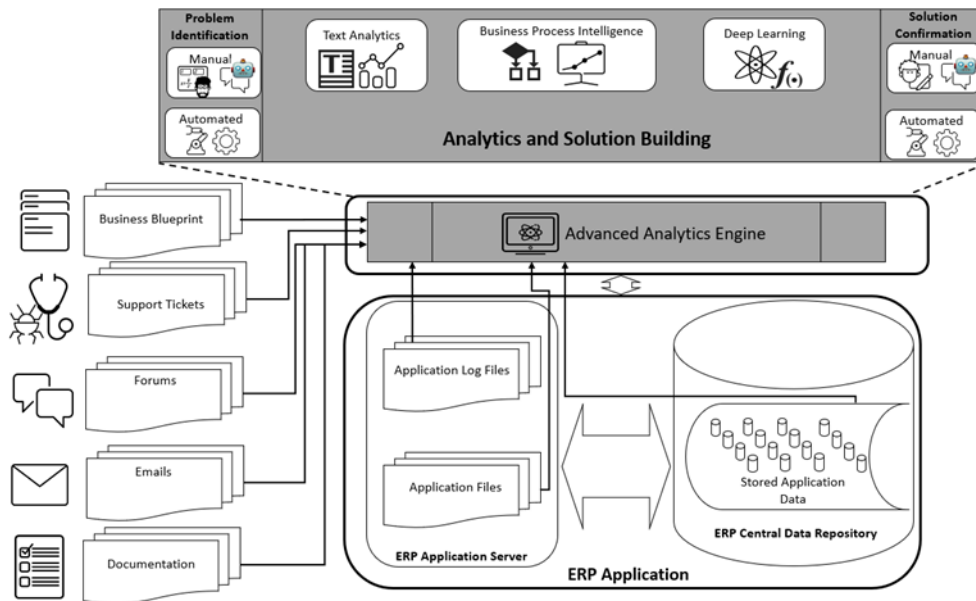 Problem
Identification
Manual
Automated
Text Analytics
T
Business Process Intelligence
Deep Learning
f(•)
Analytics and Solution Building
Solution
Confirmation
Manual
Automated
Business Blueprint
Support Tickets
Forums
Emails
Documentation
Advanced Analytics Engine
Application Log Files
Application Files
ERP Application Server
Stored Application
Data
ERP Central Data Repository
ERP Application